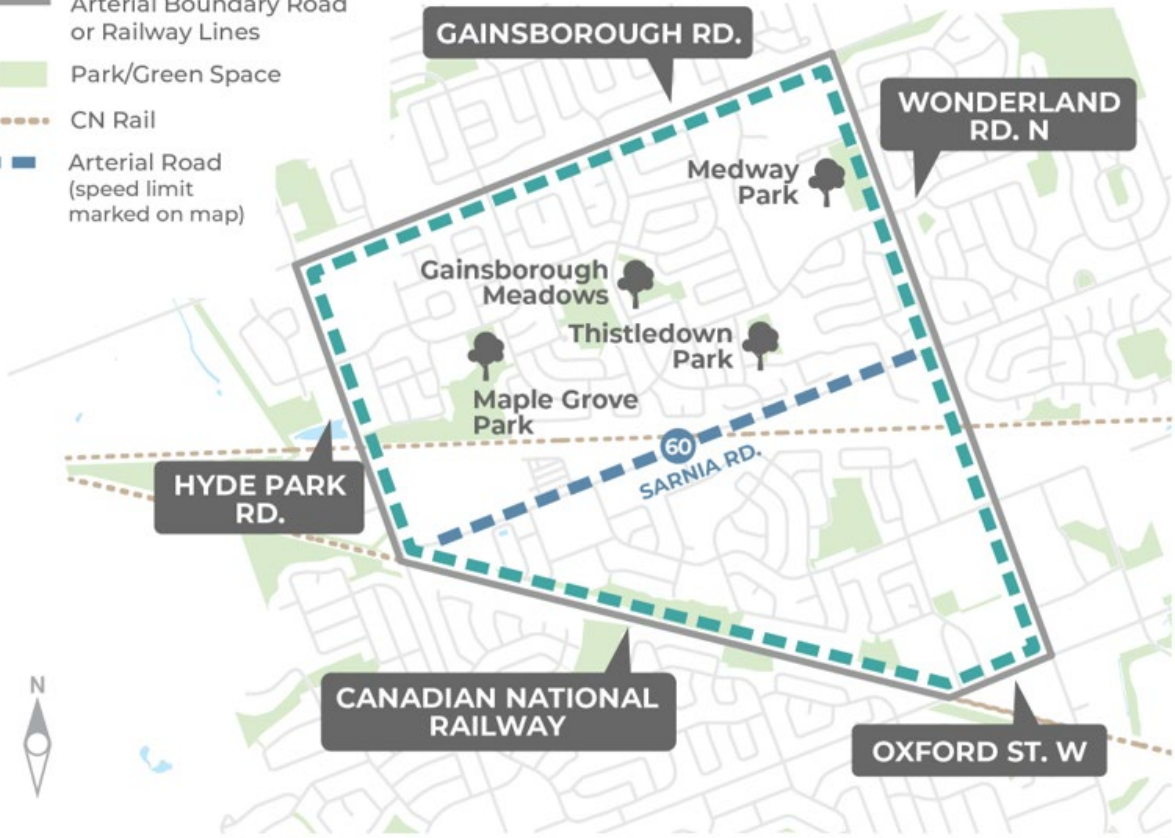 Arterial Boundary Road
or Railway Lines
Park/Green Space
CN Rail
Arterial Road
(speed limit
marked on map)
GAINSBOROUGH RD.
WONDERLAND
RD. N
Medway
Park
Gainsborough
Meadows
Thistledown
Park
Maple Grove
Park
60
SARNIA RD.
HYDE PARK
RD.
CANADIAN NATIONAL
RAILWAY
OXFORD ST. W
N